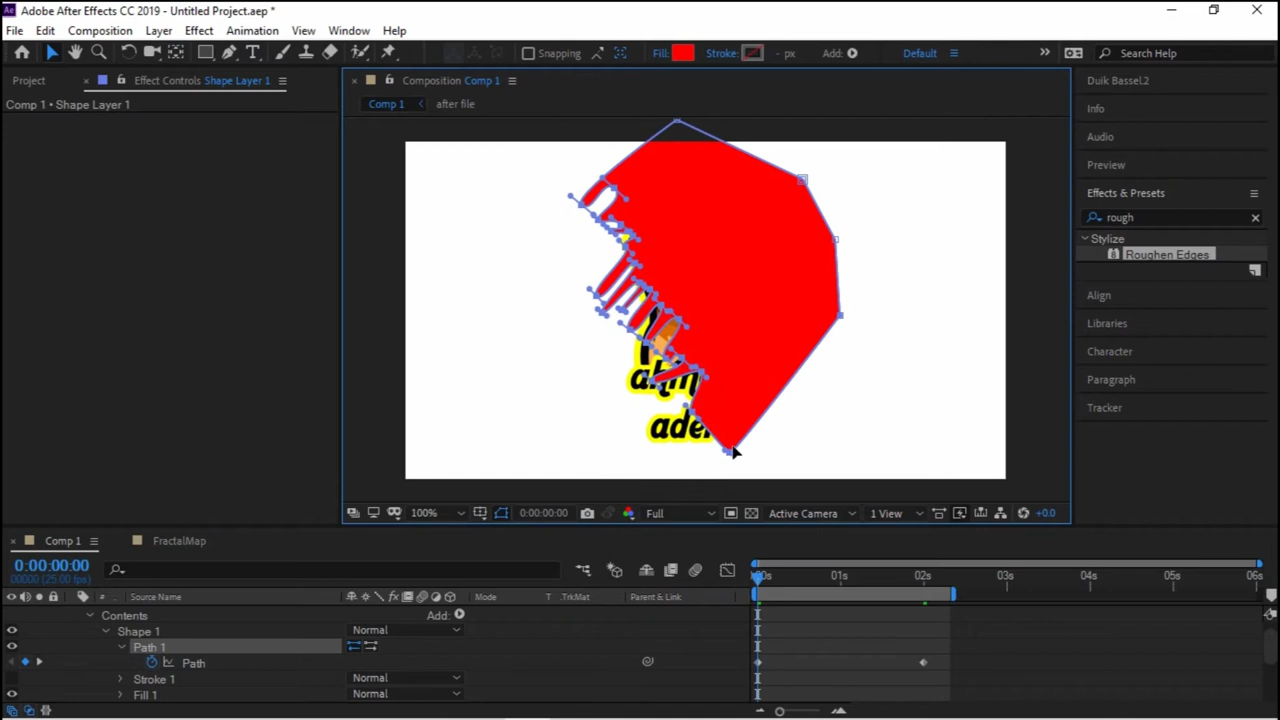 Adobe After Effects CC 2019 - Untitled Project.aep *
File Edit Composition Layer Effect Animation View Window Help
Snapping Fill: Stroke: - px Add: Default Search Help
Project Effect Controls Shape Layer 1 Composition Comp 1 Duik Bassel.2
Comp 1 • Shape Layer 1 Comp 1 after file Info
Audio
Preview
Effects & Presets
rough
Stylize
Roughen Edges
Align
Libraries
Character
Paragraph
Tracker
100% 0:00:00:00 Full Active Camera 1 View +0.0
Comp 1 FractalMap
0:00:00:00
00000 (25.00 fps)
01s 02s 03s 04s 05s 06s
# Source Name Mode T .TrkMat Parent & Link
Contents Add:
Shape 1 Normal
Path 1
Path
Stroke 1 Normal
Fill 1 Normal